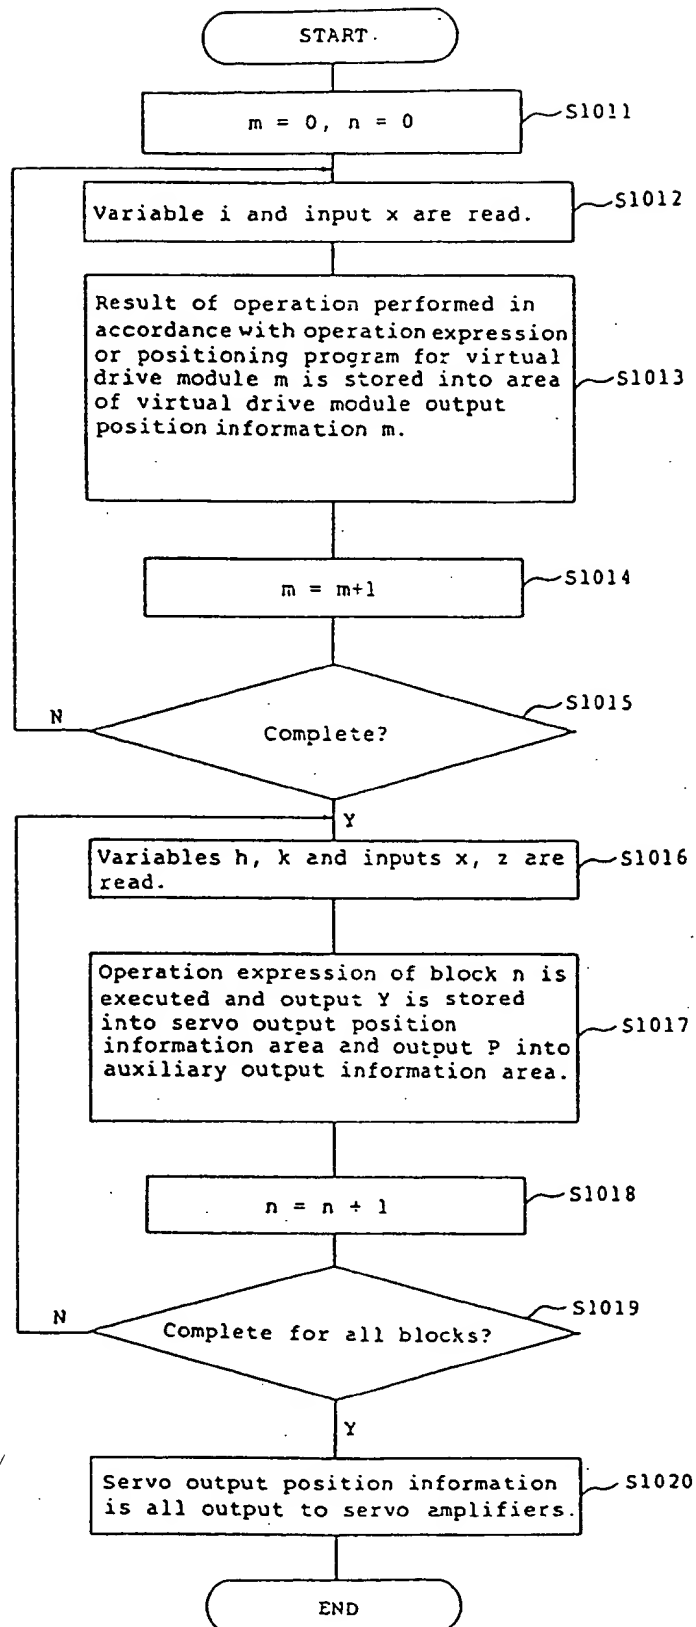 START.
m = 0, n = 0
S1011
Variable i and input x are read.
S1012
Result of operation performed in
accordance with operation expression
or positioning program for virtual
drive module m is stored into area
of virtual drive module output
position information m.
S1013
m = m+1
S1014
S1015
N
Complete?
Y
Variables h, k and inputs x, z are
read.
S1016
Operation expression of block n is
executed and output Y is stored
into servo output position
information area and output P into
auxiliary output information area.
S1017
n = n + 1
S1018
S1019
N
Complete for all blocks?
Y
Servo output position information
is all output to servo amplifiers.
S1020
END